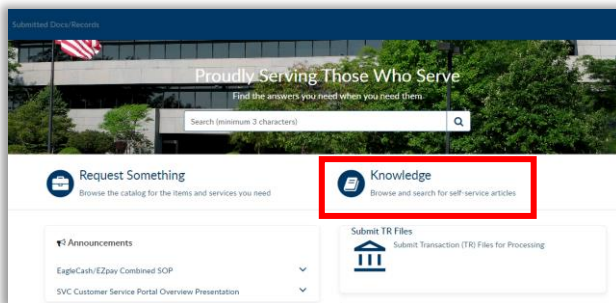 Submitted Docs/Records
Proudly Serving Those Who Serve
Find the answers you need when you need them
Search (minimum 3 characters)
Request Something
Browse the catalog for the items and services you need
Knowledge
Browse and search for self-service articles
Announcements
EagleCash/EZpay Combined SOP
SVC Customer Service Portal Overview Presentation
Submit TR Files
Submit Transaction (TR) Files for Processing